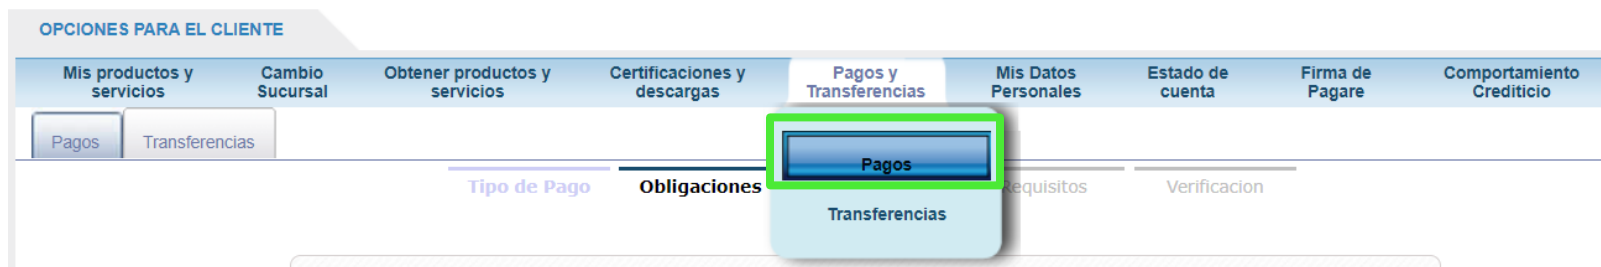 OPCIONES PARA EL CLIENTE
Mis productos y servicios
Cambio Sucursal
Obtener productos y servicios
Certificaciones y descargas
Pagos y Transferencias
Mis Datos Personales
Estado de cuenta
Firma de Pagare
Comportamiento Crediticio
Pagos
Transferencias
Pagos
Tipo de Pago
Obligaciones
Requisitos
Verificacion
Transferencias